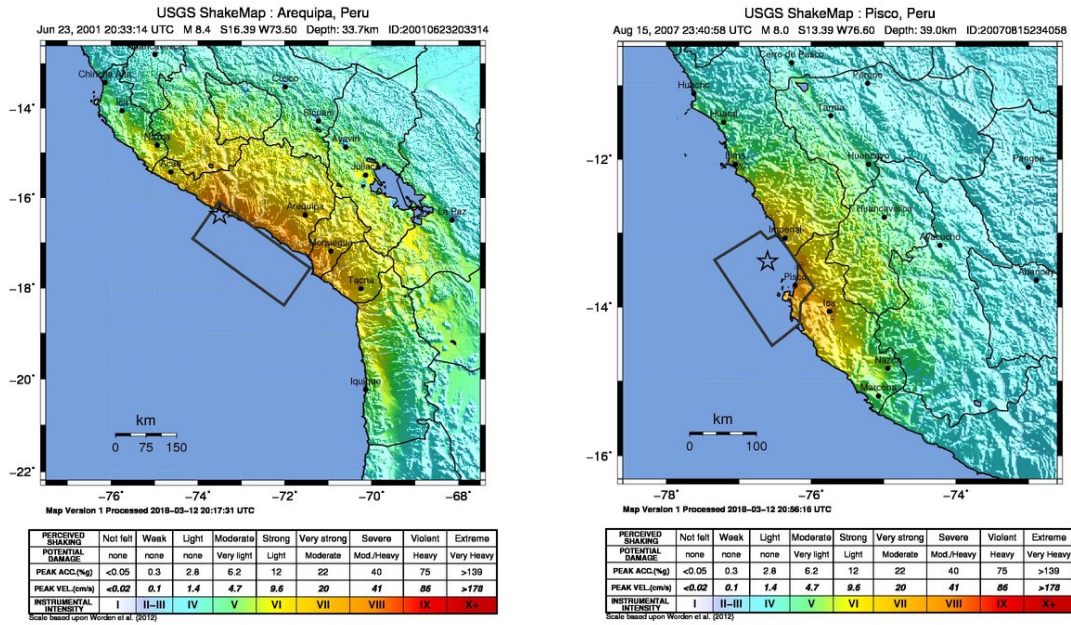 USGS ShakeMap : Arequipa, Peru
Jun 23, 2001 20:33:14 UTC M 8.4 S16.39 W73.50 Depth: 33.7km ID:200106233314
Chincha Alta
Cusco
Ica
Sicuani
Nazca
Ayaviri
Juliaca
Arequipa
La Paz
Moquegua
Tacna
Iquique
km
0 75 150
−14°
−16°
−18°
−20°
−22°
−76° −74° −72° −70° −68°
Map Version 1 Processed 2018−03−12 20:17:31 UTC
PERCEIVED SHAKING Not felt Weak Light Moderate Strong Very strong Severe Violent Extreme
POTENTIAL DAMAGE none none none Very light Light Moderate Mod./Heavy Heavy Very Heavy
PEAK ACC.(%g) <0.05 0.3 2.8 6.2 12 22 40 75 >139
PEAK VEL.(cm/s) <0.02 0.1 1.4 4.7 9.6 20 41 86 >178
INSTRUMENTAL INTENSITY I II−III IV V VI VII VIII IX X+
Scale based upon Worden et al. (2012)
USGS ShakeMap : Pisco, Peru
Aug 15, 2007 23:40:58 UTC M 8.0 S13.39 W76.60 Depth: 39.0km ID:20070815234058
Cerro de Pasco
Huacho
Perene
Huaral
Tarma
Lima
Huancayo
Pangoa
Huancavelica
Imperial
Ayacucho
Pisco
Abancay
Ica
Nazca
Marcona
km
0 100
−12°
−14°
−16°
−78° −76° −74°
Map Version 1 Processed 2018−03−12 20:56:16 UTC
PERCEIVED SHAKING Not felt Weak Light Moderate Strong Very strong Severe Violent Extreme
POTENTIAL DAMAGE none none none Very light Light Moderate Mod./Heavy Heavy Very Heavy
PEAK ACC.(%g) <0.05 0.3 2.8 6.2 12 22 40 75 >139
PEAK VEL.(cm/s) <0.02 0.1 1.4 4.7 9.6 20 41 86 >178
INSTRUMENTAL INTENSITY I II−III IV V VI VII VIII IX X+
Scale based upon Worden et al. (2012)